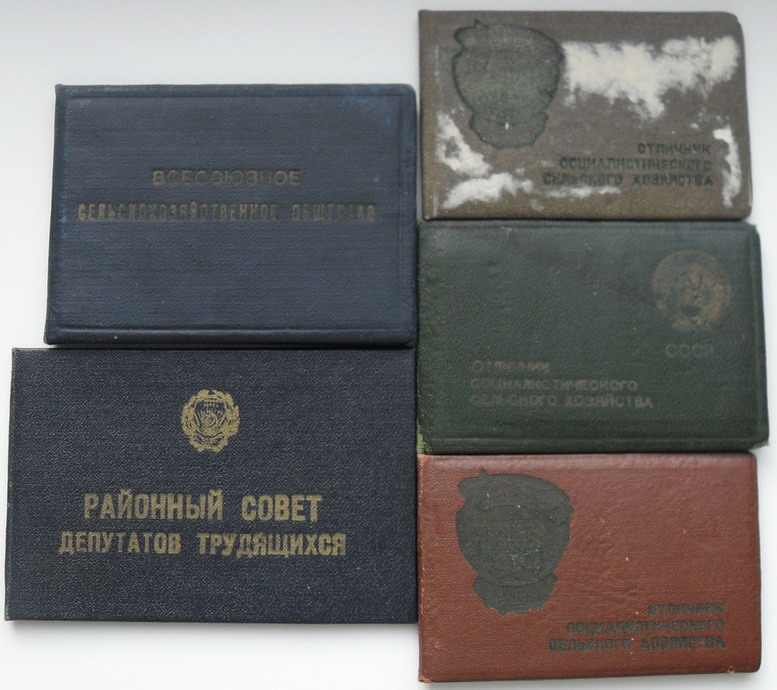 ВСЕСОЮЗНОЕ
СЕЛЬСКОХОЗЯЙСТВЕННОЕ ОБЩЕСТВО
РАЙОННЫЙ СОВЕТ
ДЕПУТАТОВ ТРУДЯЩИХСЯ
ОТЛИЧНИК
СОЦИАЛИСТИЧЕСКОГО
СЕЛЬСКОГО ХОЗЯЙСТВА
СССР
ОТЛИЧНИК
СОЦИАЛИСТИЧЕСКОГО
СЕЛЬСКОГО ХОЗЯЙСТВА
ОТЛИЧНИК
СОЦИАЛИСТИЧЕСКОГО
СЕЛЬСКОГО ХОЗЯЙСТВА